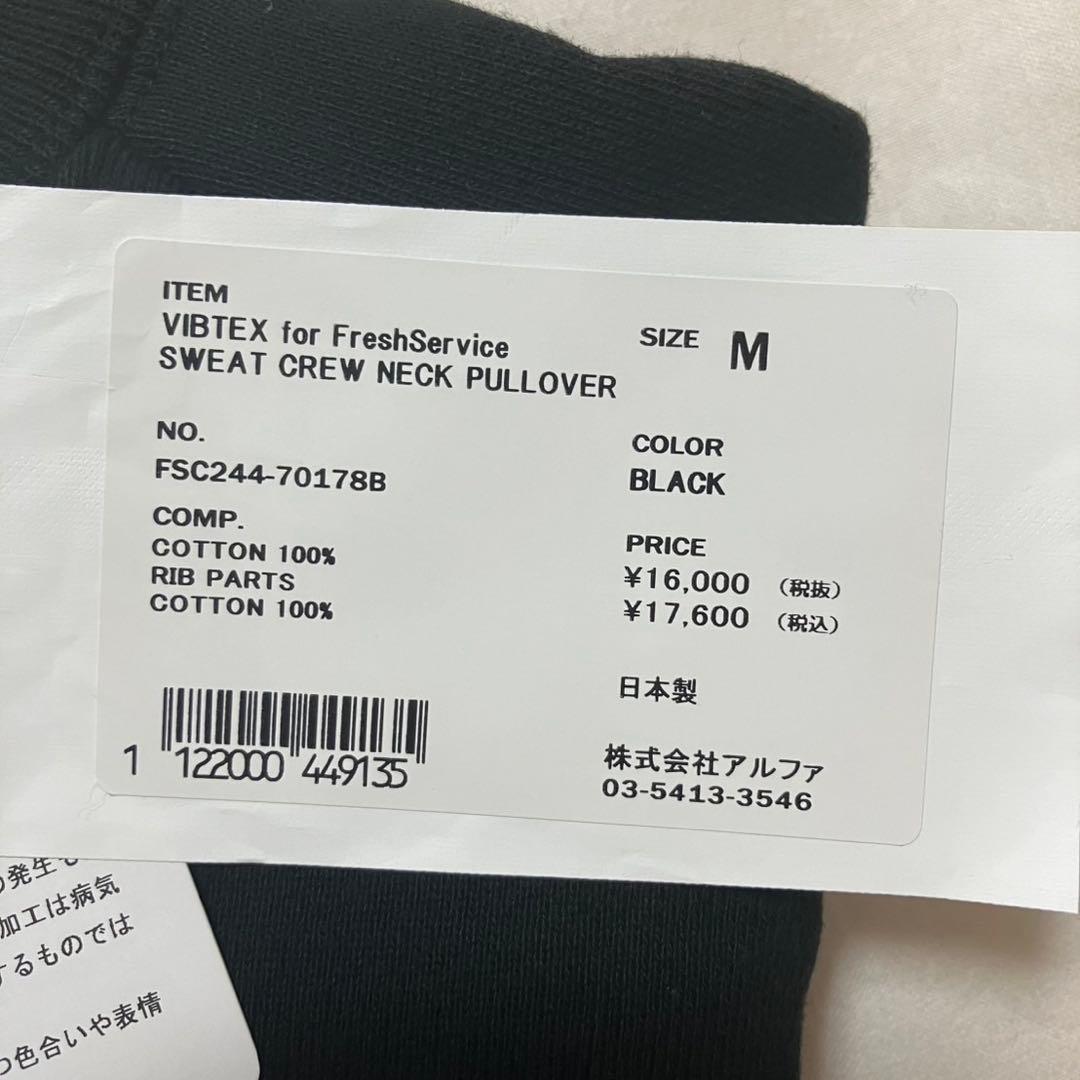 ITEM
VIBTEX for FreshService
SWEAT CREW NECK PULLOVER
SIZE M
NO.
FSC244-70178B
COLOR
BLACK
COMP.
COTTON 100%
RIB PARTS
COTTON 100%
PRICE
¥16,000 (税抜)
¥17,600 (税込)
日本製
株式会社アルファ
03-5413-3546
1 122000 449135
発生
加工は病気
するものでは
色合いや表情